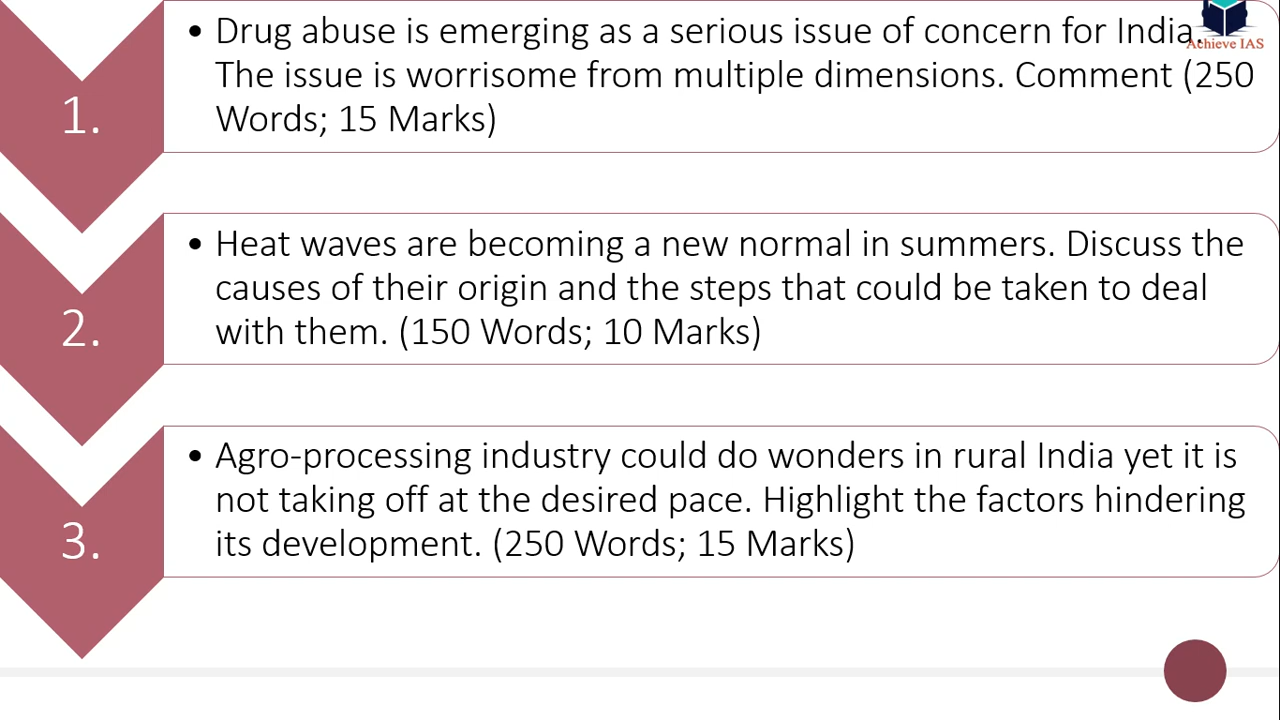 1.
• Drug abuse is emerging as a serious issue of concern for India.
The issue is worrisome from multiple dimensions. Comment (250
Words; 15 Marks)
Achieve IAS
2.
• Heat waves are becoming a new normal in summers. Discuss the
causes of their origin and the steps that could be taken to deal
with them. (150 Words; 10 Marks)
3.
• Agro-processing industry could do wonders in rural India yet it is
not taking off at the desired pace. Highlight the factors hindering
its development. (250 Words; 15 Marks)